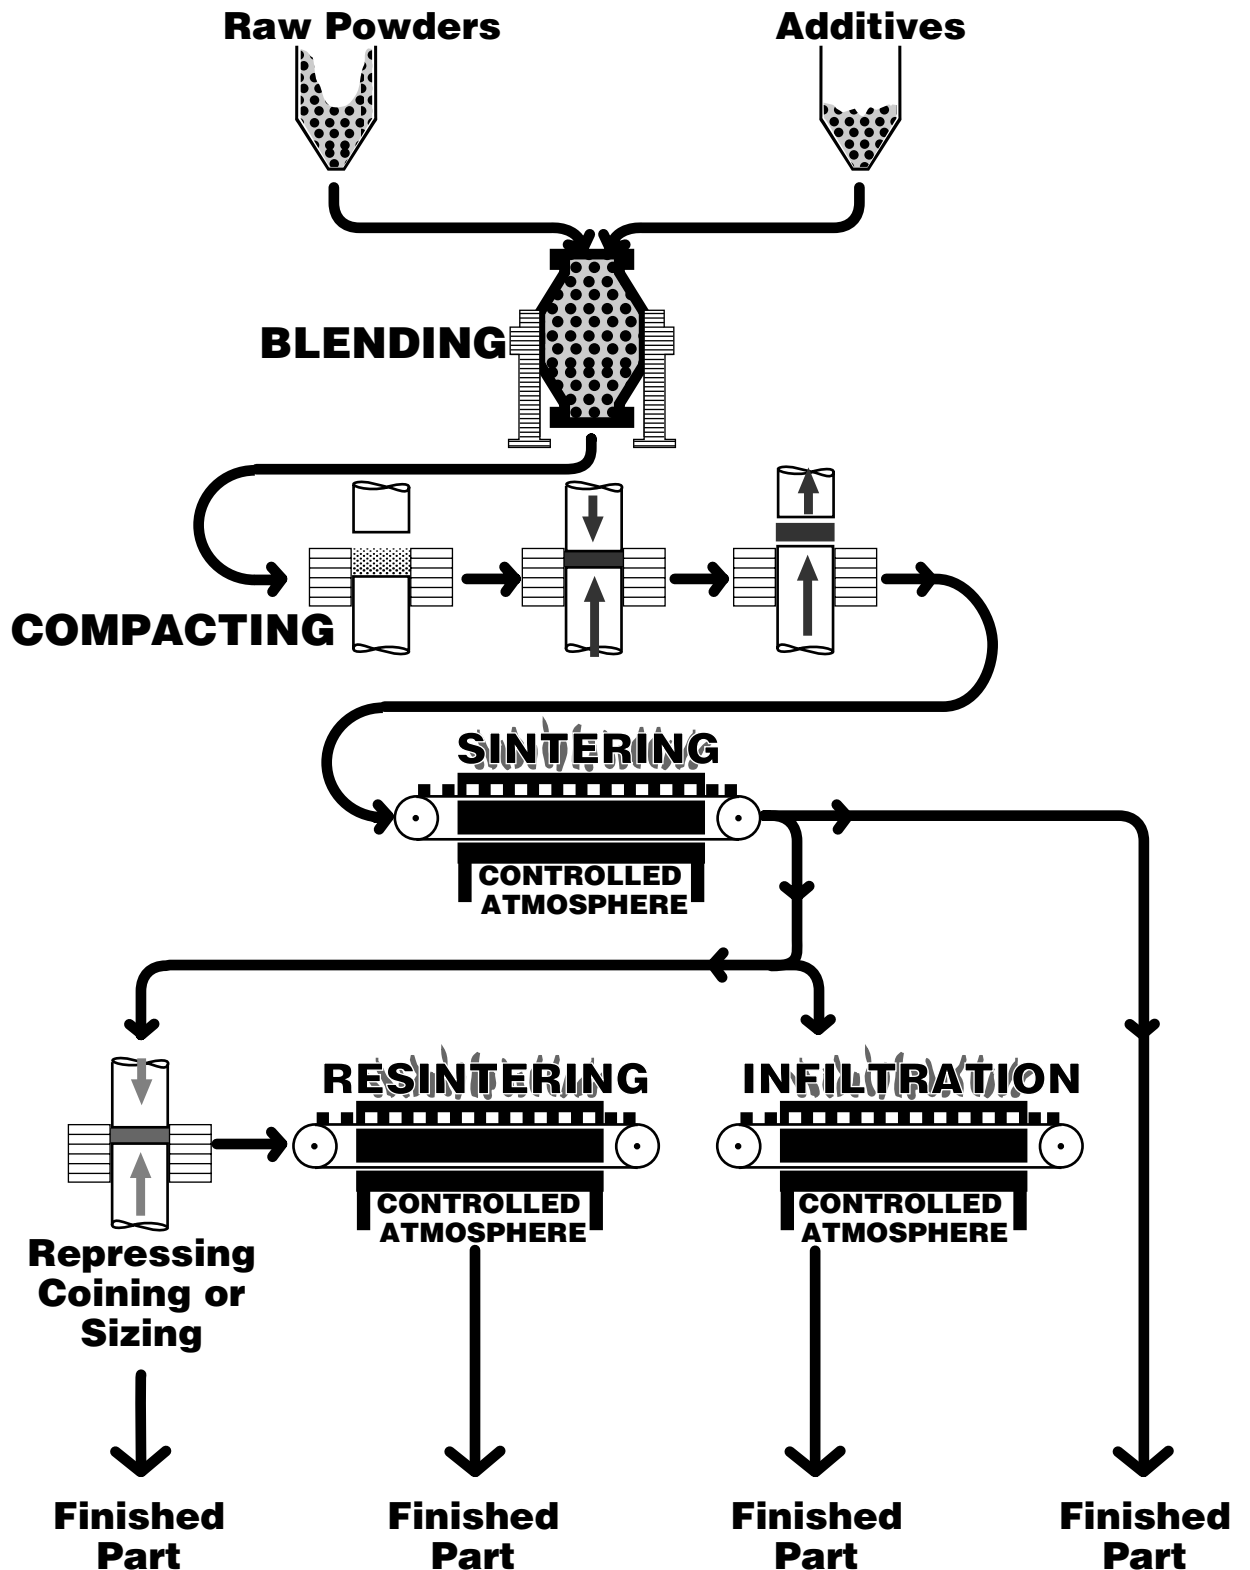 Raw Powders
Additives
BLENDING
COMPACTING
SINTERING
CONTROLLED
ATMOSPHERE
RESINTERING
INFILTRATION
CONTROLLED
ATMOSPHERE
CONTROLLED
ATMOSPHERE
Repressing
Coining or
Sizing
Finished
Part
Finished
Part
Finished
Part
Finished
Part